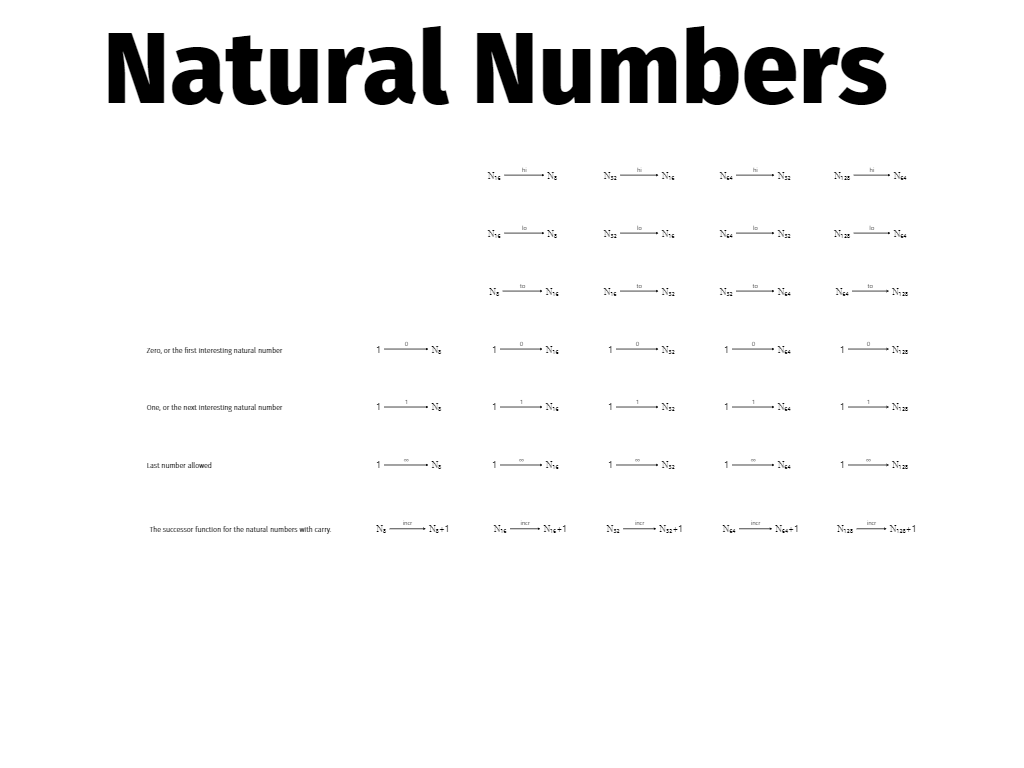 Natural Numbers
N₁₆ hi N₈ N₃₂ hi N₁₆ N₆₄ hi N₃₂ N₁₂₈ hi N₆₄
N₁₆ lo N₈ N₃₂ lo N₁₆ N₆₄ lo N₃₂ N₁₂₈ lo N₆₄
N₈ to N₁₆ N₁₆ to N₃₂ N₃₂ to N₆₄ N₆₄ to N₁₂₈
Zero, or the first interesting natural number 1 0 N₈ 1 0 N₁₆ 1 0 N₃₂ 1 0 N₆₄ 1 0 N₁₂₈
One, or the next interesting natural number 1 1 N₈ 1 1 N₁₆ 1 1 N₃₂ 1 1 N₆₄ 1 1 N₁₂₈
Last number allowed 1 ∞ N₈ 1 ∞ N₁₆ 1 ∞ N₃₂ 1 ∞ N₆₄ 1 ∞ N₁₂₈
The successor function for the natural numbers with carry. N₈ incr N₈+1 N₁₆ incr N₁₆+1 N₃₂ incr N₃₂+1 N₆₄ incr N₆₄+1 N₁₂₈ incr N₁₂₈+1